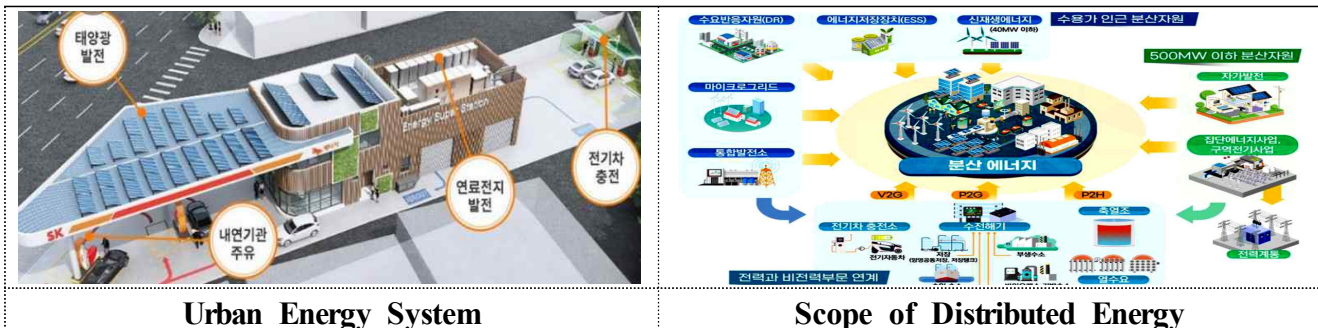 태양광
발전
Energy Super Station
연료전지
발전
전기차
충전
SK
내연기관
주유
Urban Energy System
수요반응자원(DR)
에너지저장장치(ESS)
신재생에너지
(40MW 이하)
수용가 인근 분산자원
500MW 이하 분산자원
마이크로그리드
자가발전
통합발전소
집단에너지사업,
구역전기사업
분산 에너지
V2G
P2G
P2H
전기차 충전소
수전해기
축열조
전기자동차
저장
부생수소
전력계통
전력과 비전력부문 연계
열수요
Scope of Distributed Energy